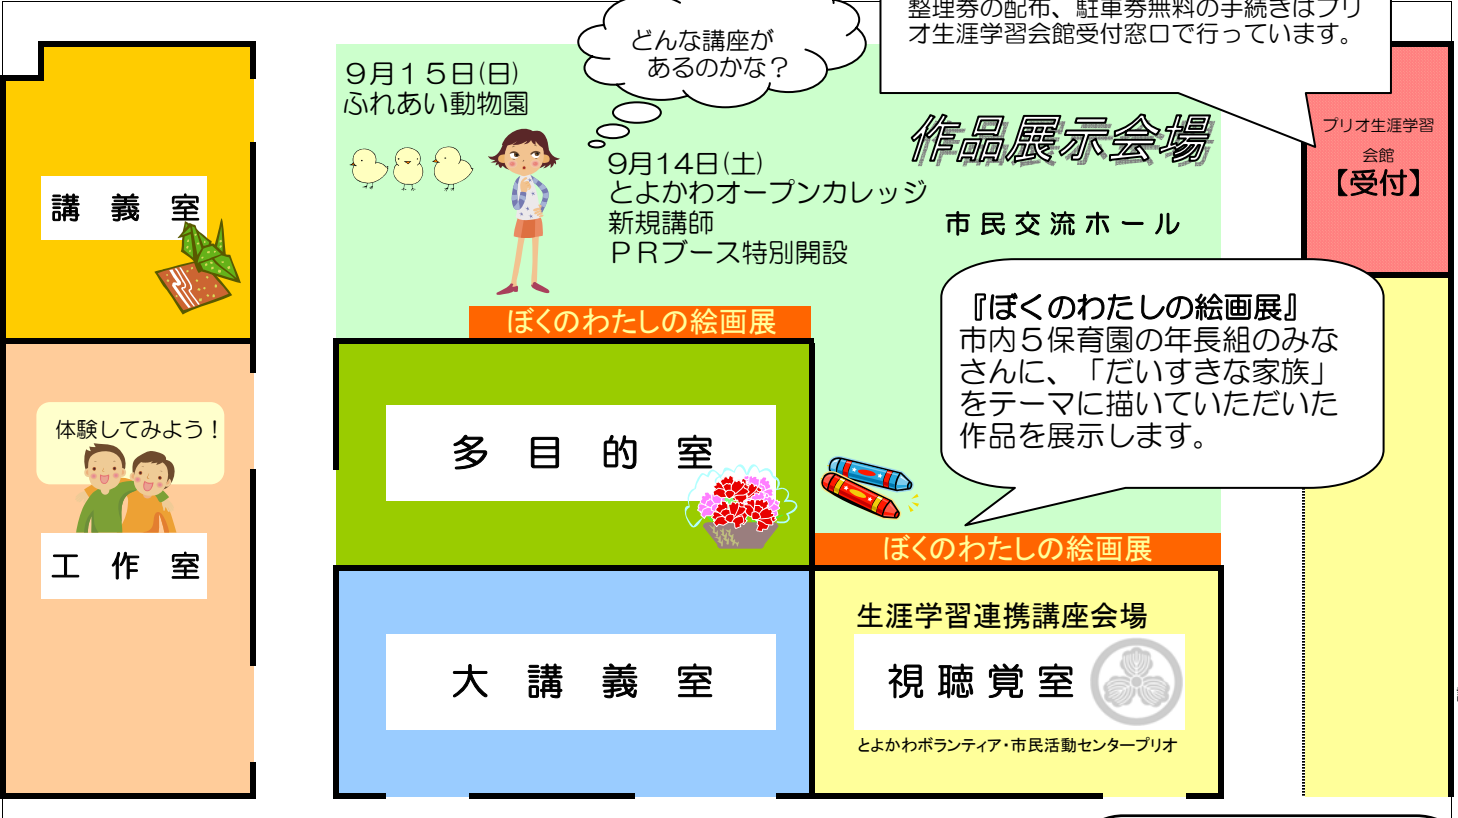 整理券の配布、駐車券無料の手続きはプリ
オ生涯学習会館受付窓口で行っています。
どんな講座が
あるのかな？
９月１５日(日)
ふれあい動物園
9月14日(土)
とよかわオープンカレッジ
新規講師
ＰＲブース特別開設
作品展示会場
市民交流ホール
プリオ生涯学習
会館
【受付】
講義室
ぼくのわたしの絵画展
『ぼくのわたしの絵画展』
市内５保育園の年長組のみな
さんに、「だいすきな家族」
をテーマに描いていただいた
作品を展示します。
体験してみよう！
工作室
多目的室
ぼくのわたしの絵画展
大講義室
生涯学習連携講座会場
視聴覚室
とよかわボランティア・市民活動センタープリオ